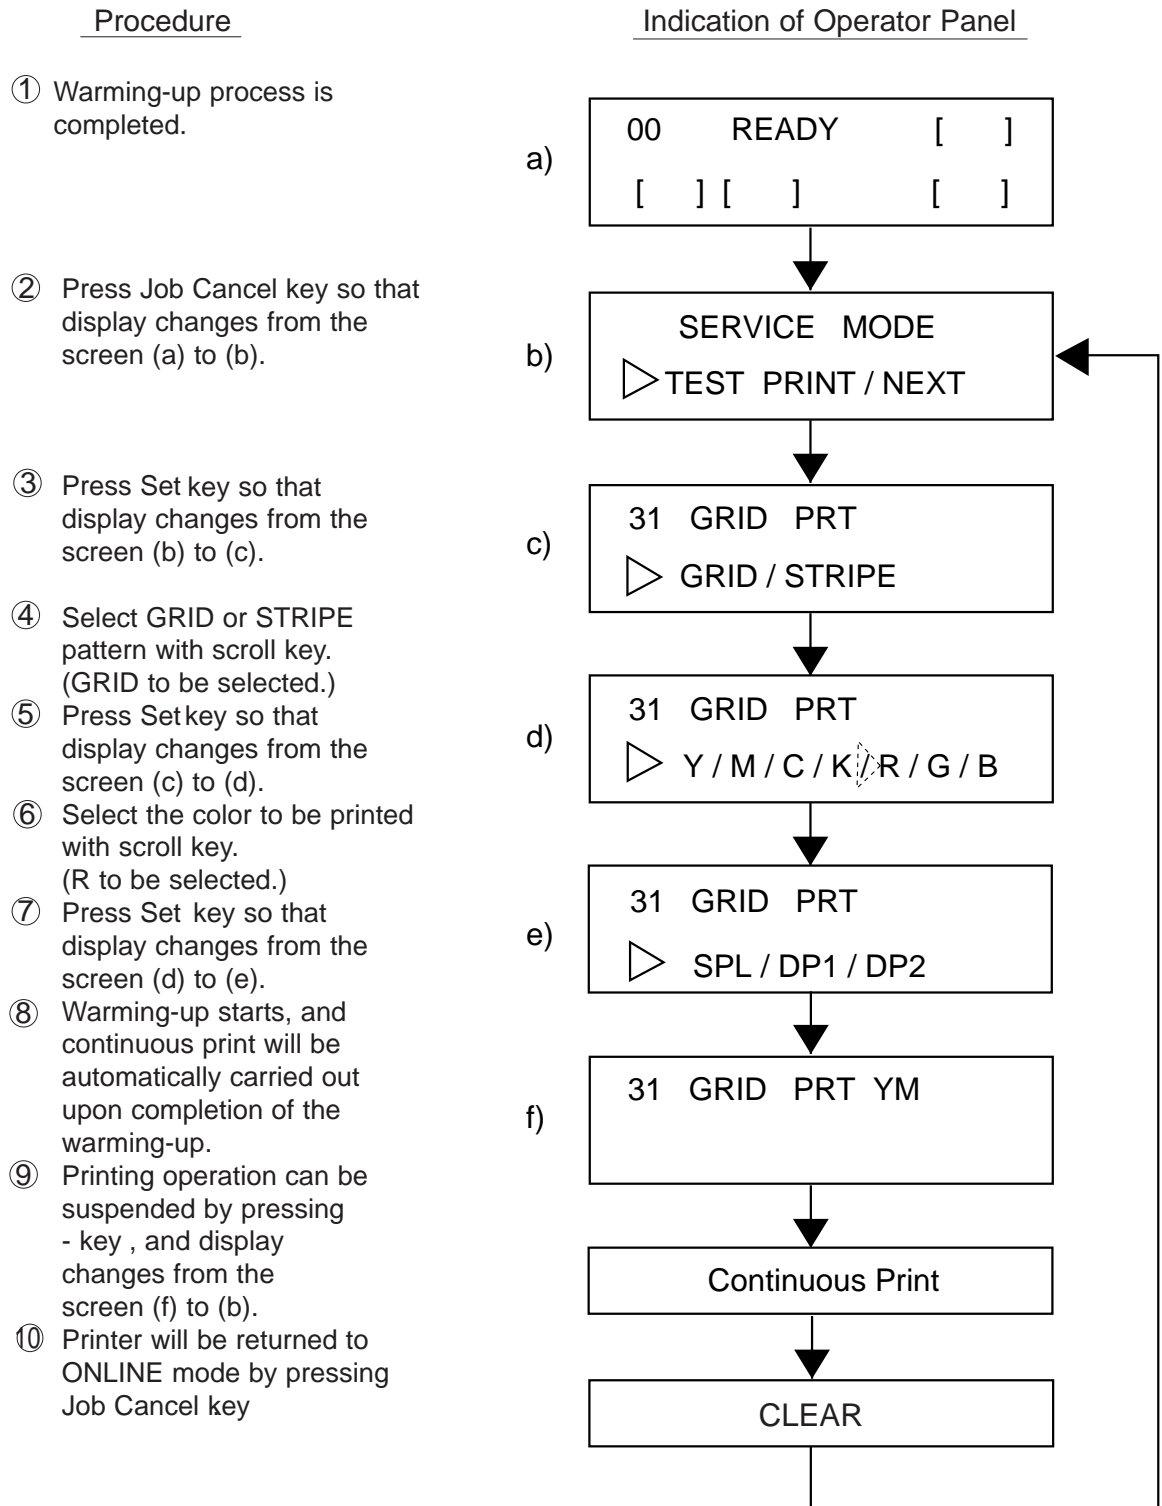 Procedure
Indication of Operator Panel
① Warming-up process is
completed.
② Press Job Cancel key so that
display changes from the
screen (a) to (b).
③ Press Set key so that
display changes from the
screen (b) to (c).
④ Select GRID or STRIPE
pattern with scroll key.
(GRID to be selected.)
⑤ Press Set key so that
display changes from the
screen (c) to (d).
⑥ Select the color to be printed
with scroll key.
(R to be selected.)
⑦ Press Set key so that
display changes from the
screen (d) to (e).
⑧ Warming-up starts, and
continuous print will be
automatically carried out
upon completion of the
warming-up.
⑨ Printing operation can be
suspended by pressing
- key , and display
changes from the
screen (f) to (b).
⑩ Printer will be returned to
ONLINE mode by pressing
Job Cancel key.
a)
00 READY [ ]
[ ] [ ] [ ]
b)
SERVICE MODE
TEST PRINT / NEXT
c)
31 GRID PRT
GRID / STRIPE
d)
31 GRID PRT
Y / M / C / K / R / G / B
e)
31 GRID PRT
SPL / DP1 / DP2
f)
31 GRID PRT YM
Continuous Print
CLEAR